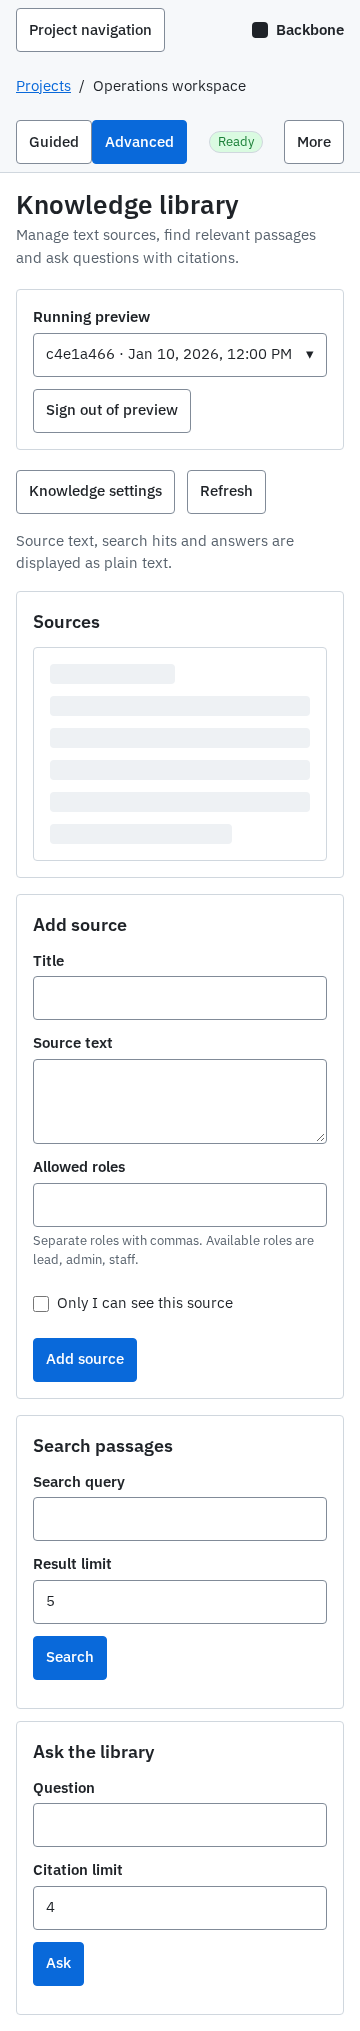 Project navigation
Backbone
Projects / Operations workspace
Guided
Advanced
Ready
More
Knowledge library
Manage text sources, find relevant passages
and ask questions with citations.
Running preview
c4e1a466 · Jan 10, 2026, 12:00 PM ▾
Sign out of preview
Knowledge settings
Refresh
Source text, search hits and answers are
displayed as plain text.
Sources
Add source
Title
Source text
Allowed roles
Separate roles with commas. Available roles are
lead, admin, staff.
Only I can see this source
Add source
Search passages
Search query
Result limit
5
Search
Ask the library
Question
Citation limit
4
Ask